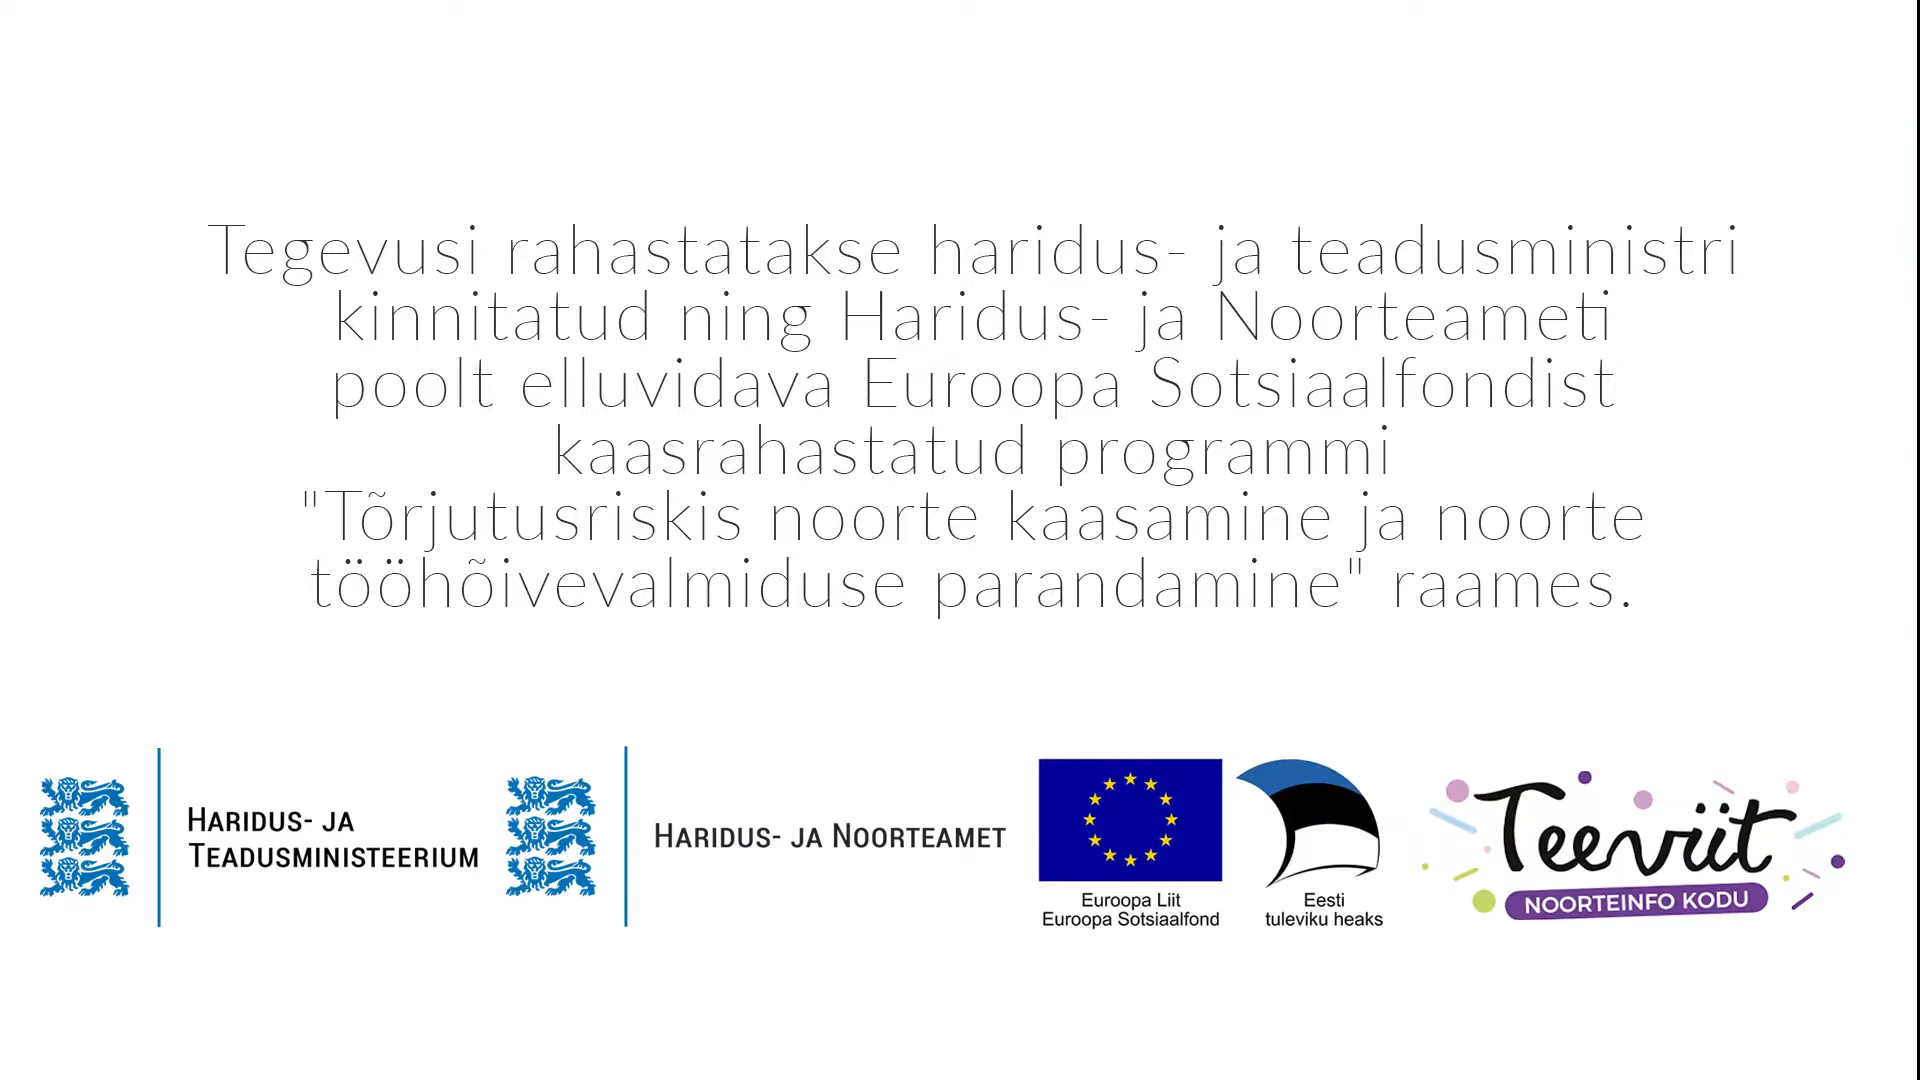 Tegevusi rahastatakse haridus- ja teadusministri
kinnitatud ning Haridus- ja Noorteameti
poolt elluvidava Euroopa Sotsiaalfondist
kaasrahastatud programmi
"Tõrjutusriskis noorte kaasamine ja noorte
tööhõivevalmiduse parandamine" raames.
HARIDUS- JA
TEADUSMINISTEERIUM
HARIDUS- JA NOORTEAMET
Euroopa Liit
Euroopa Sotsiaalfond
Eesti
tuleviku heaks
Teeviit
NOORTEINFO KODU